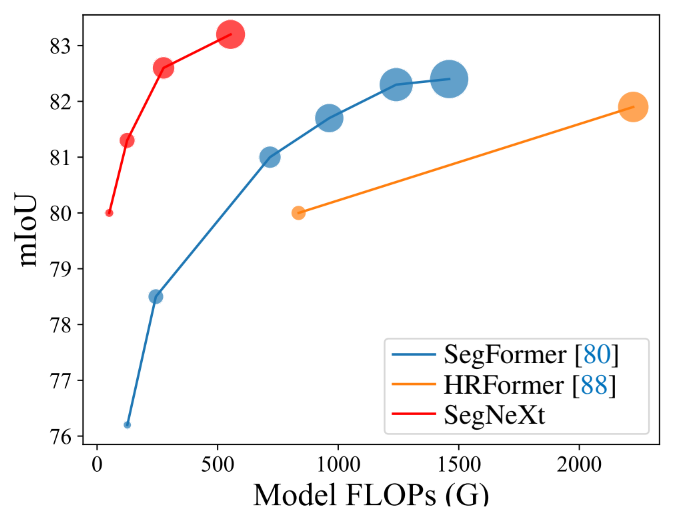 83
82
81
80
79
78
77
76
mIoU
SegFormer [80]
HRFormer [88]
SegNeXt
0 500 1000 1500 2000
Model FLOPs (G)